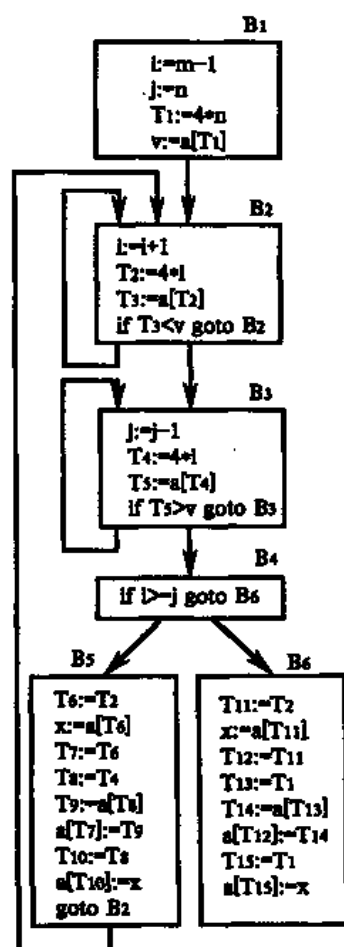 B1
i:=m-1
j:=n
T1:=4*n
v:=a[T1]
B2
i:=i+1
T2:=4*i
T3:=a[T2]
if T3<v goto B2
B3
j:=j-1
T4:=4*i
T5:=a[T4]
if T5>v goto B3
B4
if i>=j goto B6
B5
T6:=T2
x:=a[T6]
T7:=T6
T8:=T4
T9:=a[T8]
a[T7]:=T9
T10:=T8
a[T10]:=x
goto B2
B6
T11:=T2
x:=a[T11]
T12:=T11
T13:=T1
T14:=a[T13]
a[T12]:=T14
T15:=T1
a[T15]:=x